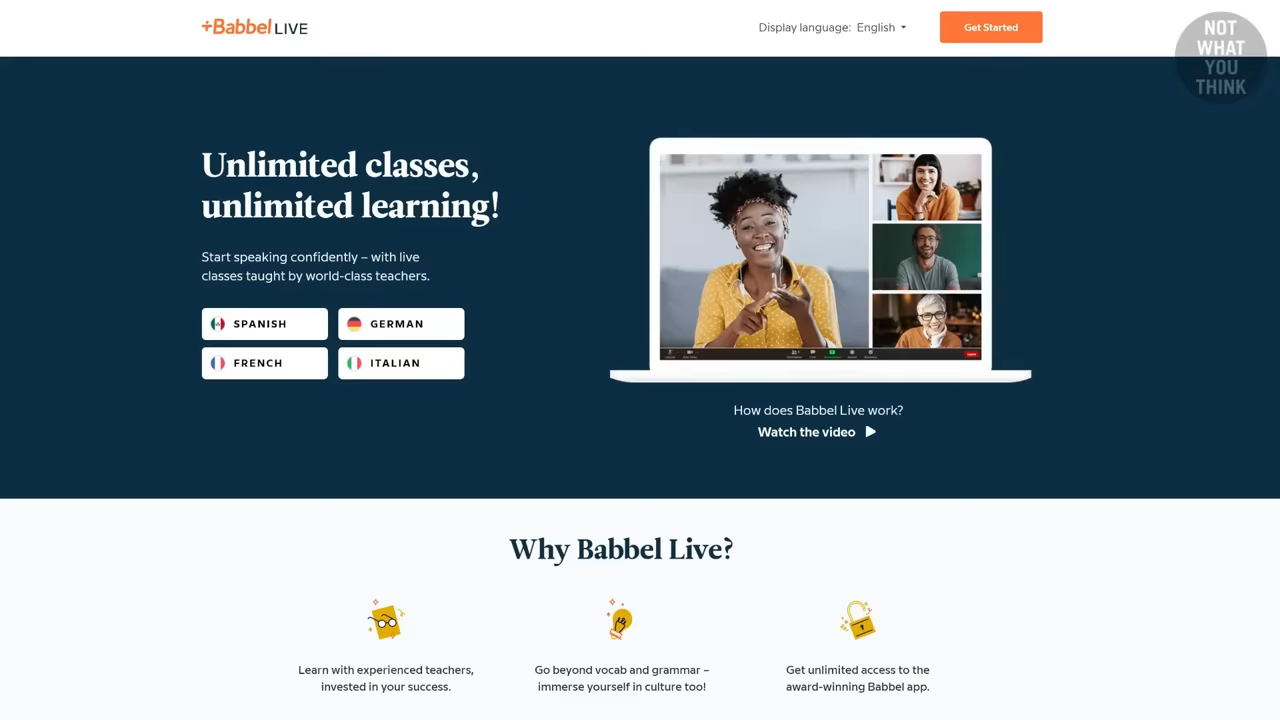 +Babbel LIVE
Display language: English
Get Started
NOT
WHAT
YOU
THINK
Unlimited classes,
unlimited learning!
Start speaking confidently – with live
classes taught by world-class teachers.
SPANISH
GERMAN
FRENCH
ITALIAN
How does Babbel Live work?
Watch the video
Why Babbel Live?
Learn with experienced teachers,
invested in your success.
Go beyond vocab and grammar –
immerse yourself in culture too!
Get unlimited access to the
award-winning Babbel app.